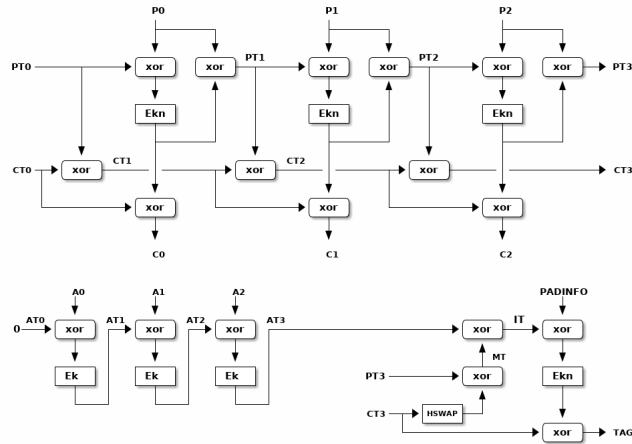 P0 P1 P2
PT0 xor xor PT1 xor xor PT2 xor xor PT3
Ekn Ekn Ekn
CT0 xor CT1 xor CT2 xor CT3
xor xor xor
C0 C1 C2
A0 A1 A2 PADINFO
0 AT0 xor AT1 xor AT2 xor AT3 xor IT xor
MT
Ek Ek Ek PT3 xor Ekn
CT3 HSWAP
xor TAG